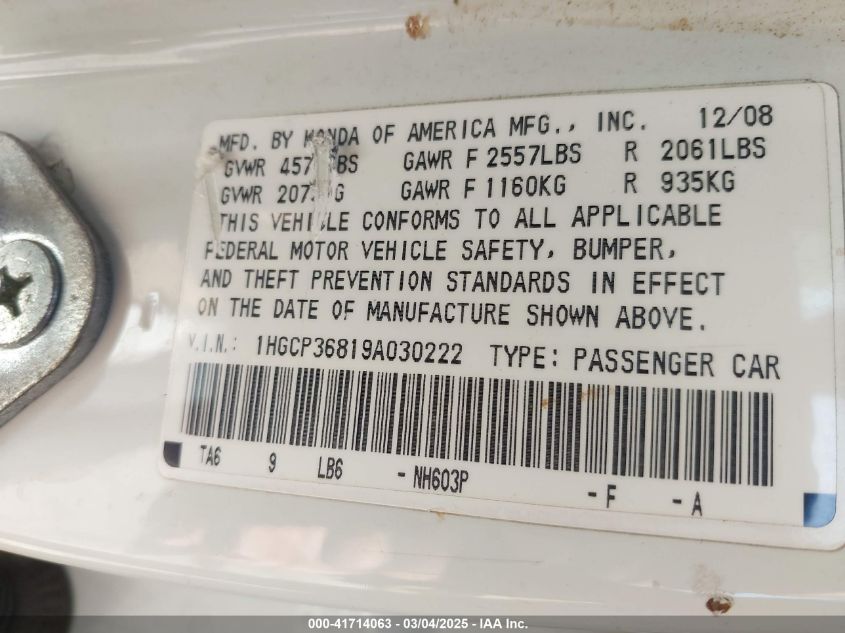 MFD. BY HONDA OF AMERICA MFG., INC. 12/08
GVWR GAWR F 2557LBS R 2061LBS
GVWR GAWR F 1160KG R 935KG
THIS VEHICLE CONFORMS TO ALL APPLICABLE
FEDERAL MOTOR VEHICLE SAFETY, BUMPER,
AND THEFT PREVENTION STANDARDS IN EFFECT
ON THE DATE OF MANUFACTURE SHOWN ABOVE.
V.I.N.: 1HGCP36819A030222 TYPE: PASSENGER CAR
TA6 9 LB6 - NH603P - F - A
000-41714063 - 03/04/2025 - IAA Inc.